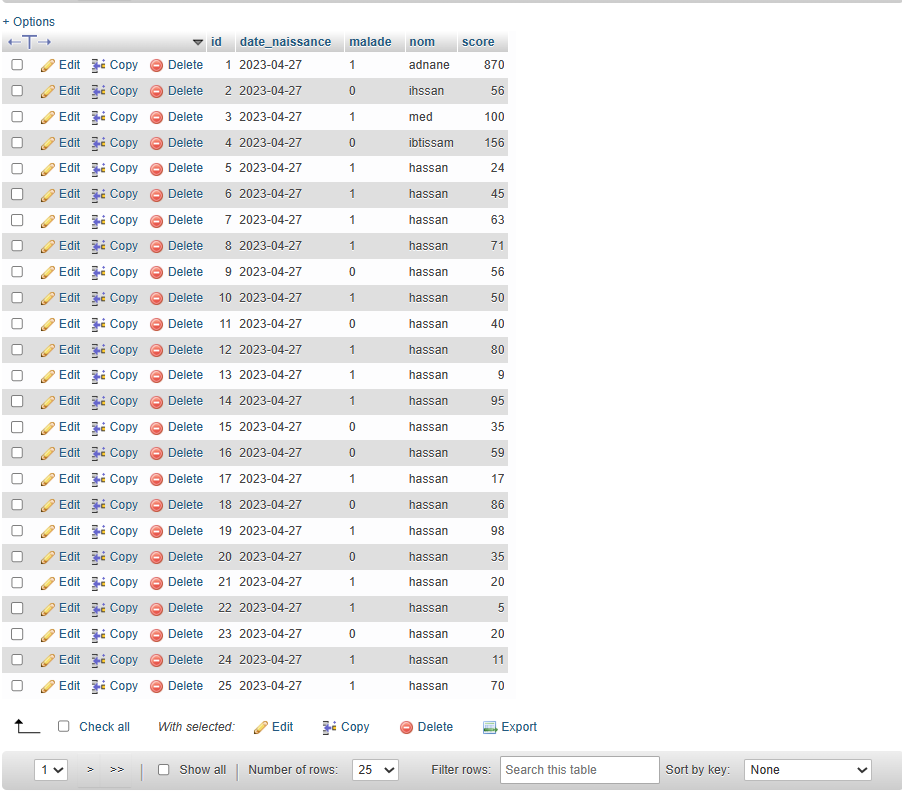 + Options
id date_naissance malade nom score
Edit Copy Delete 1 2023-04-27 1 adnane 870
Edit Copy Delete 2 2023-04-27 0 ihssan 56
Edit Copy Delete 3 2023-04-27 1 med 100
Edit Copy Delete 4 2023-04-27 0 ibtissam 156
Edit Copy Delete 5 2023-04-27 1 hassan 24
Edit Copy Delete 6 2023-04-27 1 hassan 45
Edit Copy Delete 7 2023-04-27 1 hassan 63
Edit Copy Delete 8 2023-04-27 1 hassan 71
Edit Copy Delete 9 2023-04-27 0 hassan 56
Edit Copy Delete 10 2023-04-27 1 hassan 50
Edit Copy Delete 11 2023-04-27 0 hassan 40
Edit Copy Delete 12 2023-04-27 1 hassan 80
Edit Copy Delete 13 2023-04-27 1 hassan 9
Edit Copy Delete 14 2023-04-27 1 hassan 95
Edit Copy Delete 15 2023-04-27 0 hassan 35
Edit Copy Delete 16 2023-04-27 0 hassan 59
Edit Copy Delete 17 2023-04-27 1 hassan 17
Edit Copy Delete 18 2023-04-27 0 hassan 86
Edit Copy Delete 19 2023-04-27 1 hassan 98
Edit Copy Delete 20 2023-04-27 0 hassan 35
Edit Copy Delete 21 2023-04-27 1 hassan 20
Edit Copy Delete 22 2023-04-27 1 hassan 5
Edit Copy Delete 23 2023-04-27 0 hassan 20
Edit Copy Delete 24 2023-04-27 1 hassan 11
Edit Copy Delete 25 2023-04-27 1 hassan 70
Check all With selected: Edit Copy Delete Export
1 > >> | Show all | Number of rows: 25 Filter rows: Search this table Sort by key: None